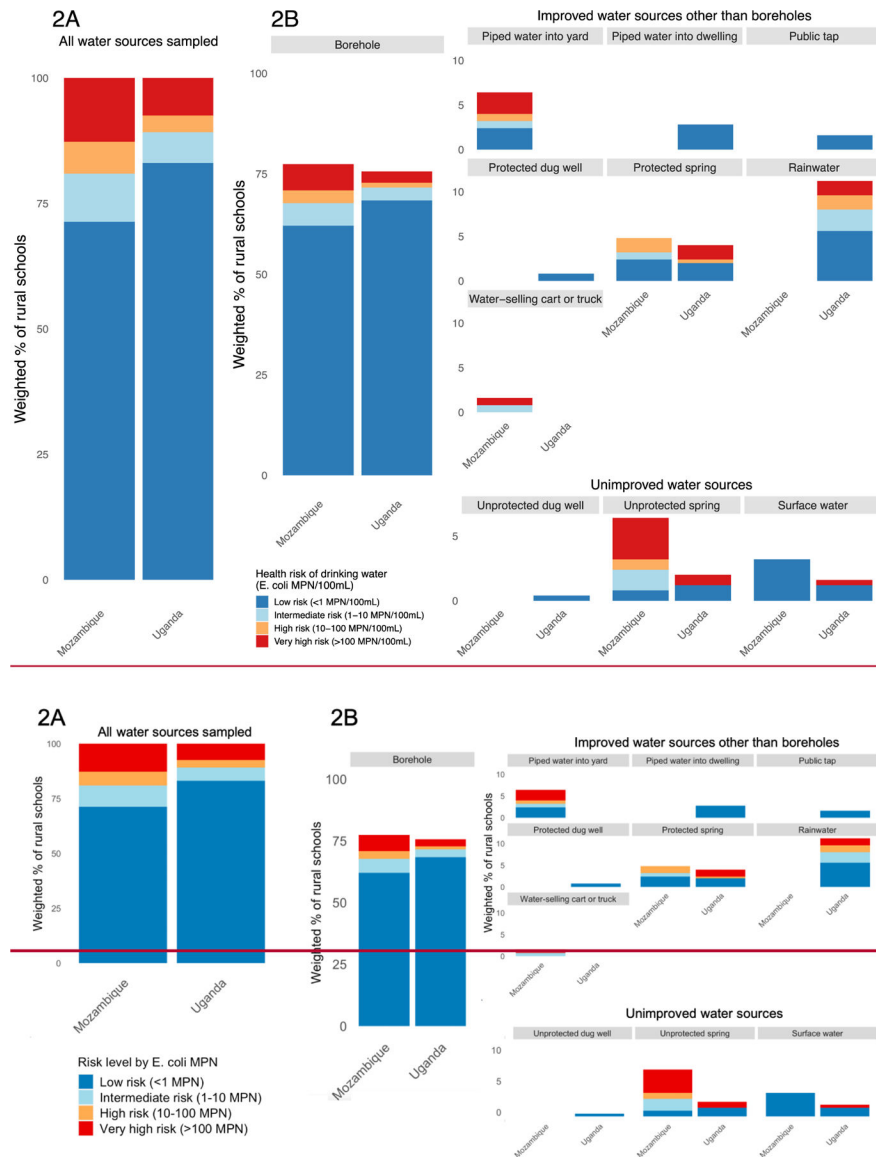 2A
All water sources sampled
Weighted % of rural schools
100
75
50
25
0
Mozambique
Uganda
2B
Borehole
Weighted % of rural schools
100
75
50
25
0
Mozambique
Uganda
Health risk of drinking water
(E. coli MPN/100mL)
Low risk (<1 MPN/100mL)
Intermediate risk (1–10 MPN/100mL)
High risk (10–100 MPN/100mL)
Very high risk (>100 MPN/100mL)
Improved water sources other than boreholes
Piped water into yard
Piped water into dwelling
Public tap
10
5
0
Protected dug well
Protected spring
Rainwater
10
5
0
Mozambique
Uganda
Mozambique
Uganda
Water–selling cart or truck
10
5
0
Mozambique
Uganda
Unimproved water sources
Unprotected dug well
Unprotected spring
Surface water
5
0
Mozambique
Uganda
Mozambique
Uganda
Mozambique
Uganda
2A
All water sources sampled
Weighted % of rural schools
100
75
50
25
0
Mozambique
Uganda
Risk level by E. coli MPN
Low risk (<1 MPN)
Intermediate risk (1-10 MPN)
High risk (10-100 MPN)
Very high risk (>100 MPN)
2B
Borehole
Weighted % of rural schools
100
75
50
25
0
Mozambique
Uganda
Improved water sources other than boreholes
Weighted % of rural schools
Piped water into yard
Piped water into dwelling
Public tap
10
5
0
Protected dug well
Protected spring
Rainwater
10
5
0
Mozambique
Uganda
Mozambique
Uganda
Water-selling cart or truck
10
5
0
Mozambique
Uganda
Unimproved water sources
Unprotected dug well
Unprotected spring
Surface water
10
5
0
Mozambique
Uganda
Mozambique
Uganda
Mozambique
Uganda